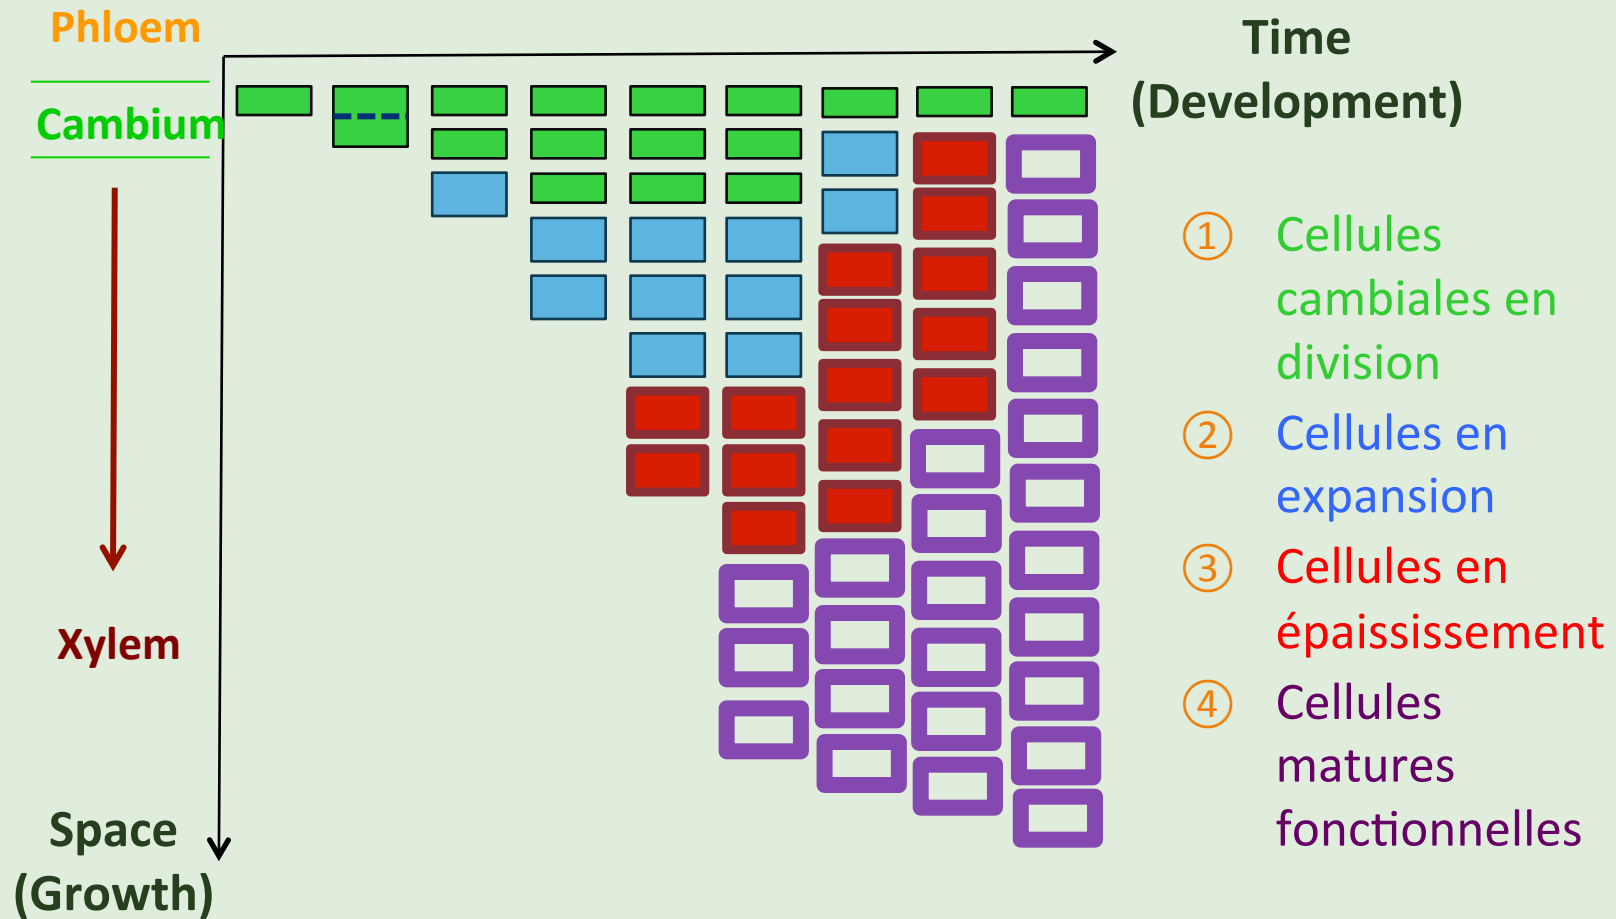 Phloem
Cambium
Xylem
Space
(Growth)
Time
(Development)
① Cellules
cambiales en
division
② Cellules en
expansion
③ Cellules en
épaississement
④ Cellules
matures
fonctionnelles